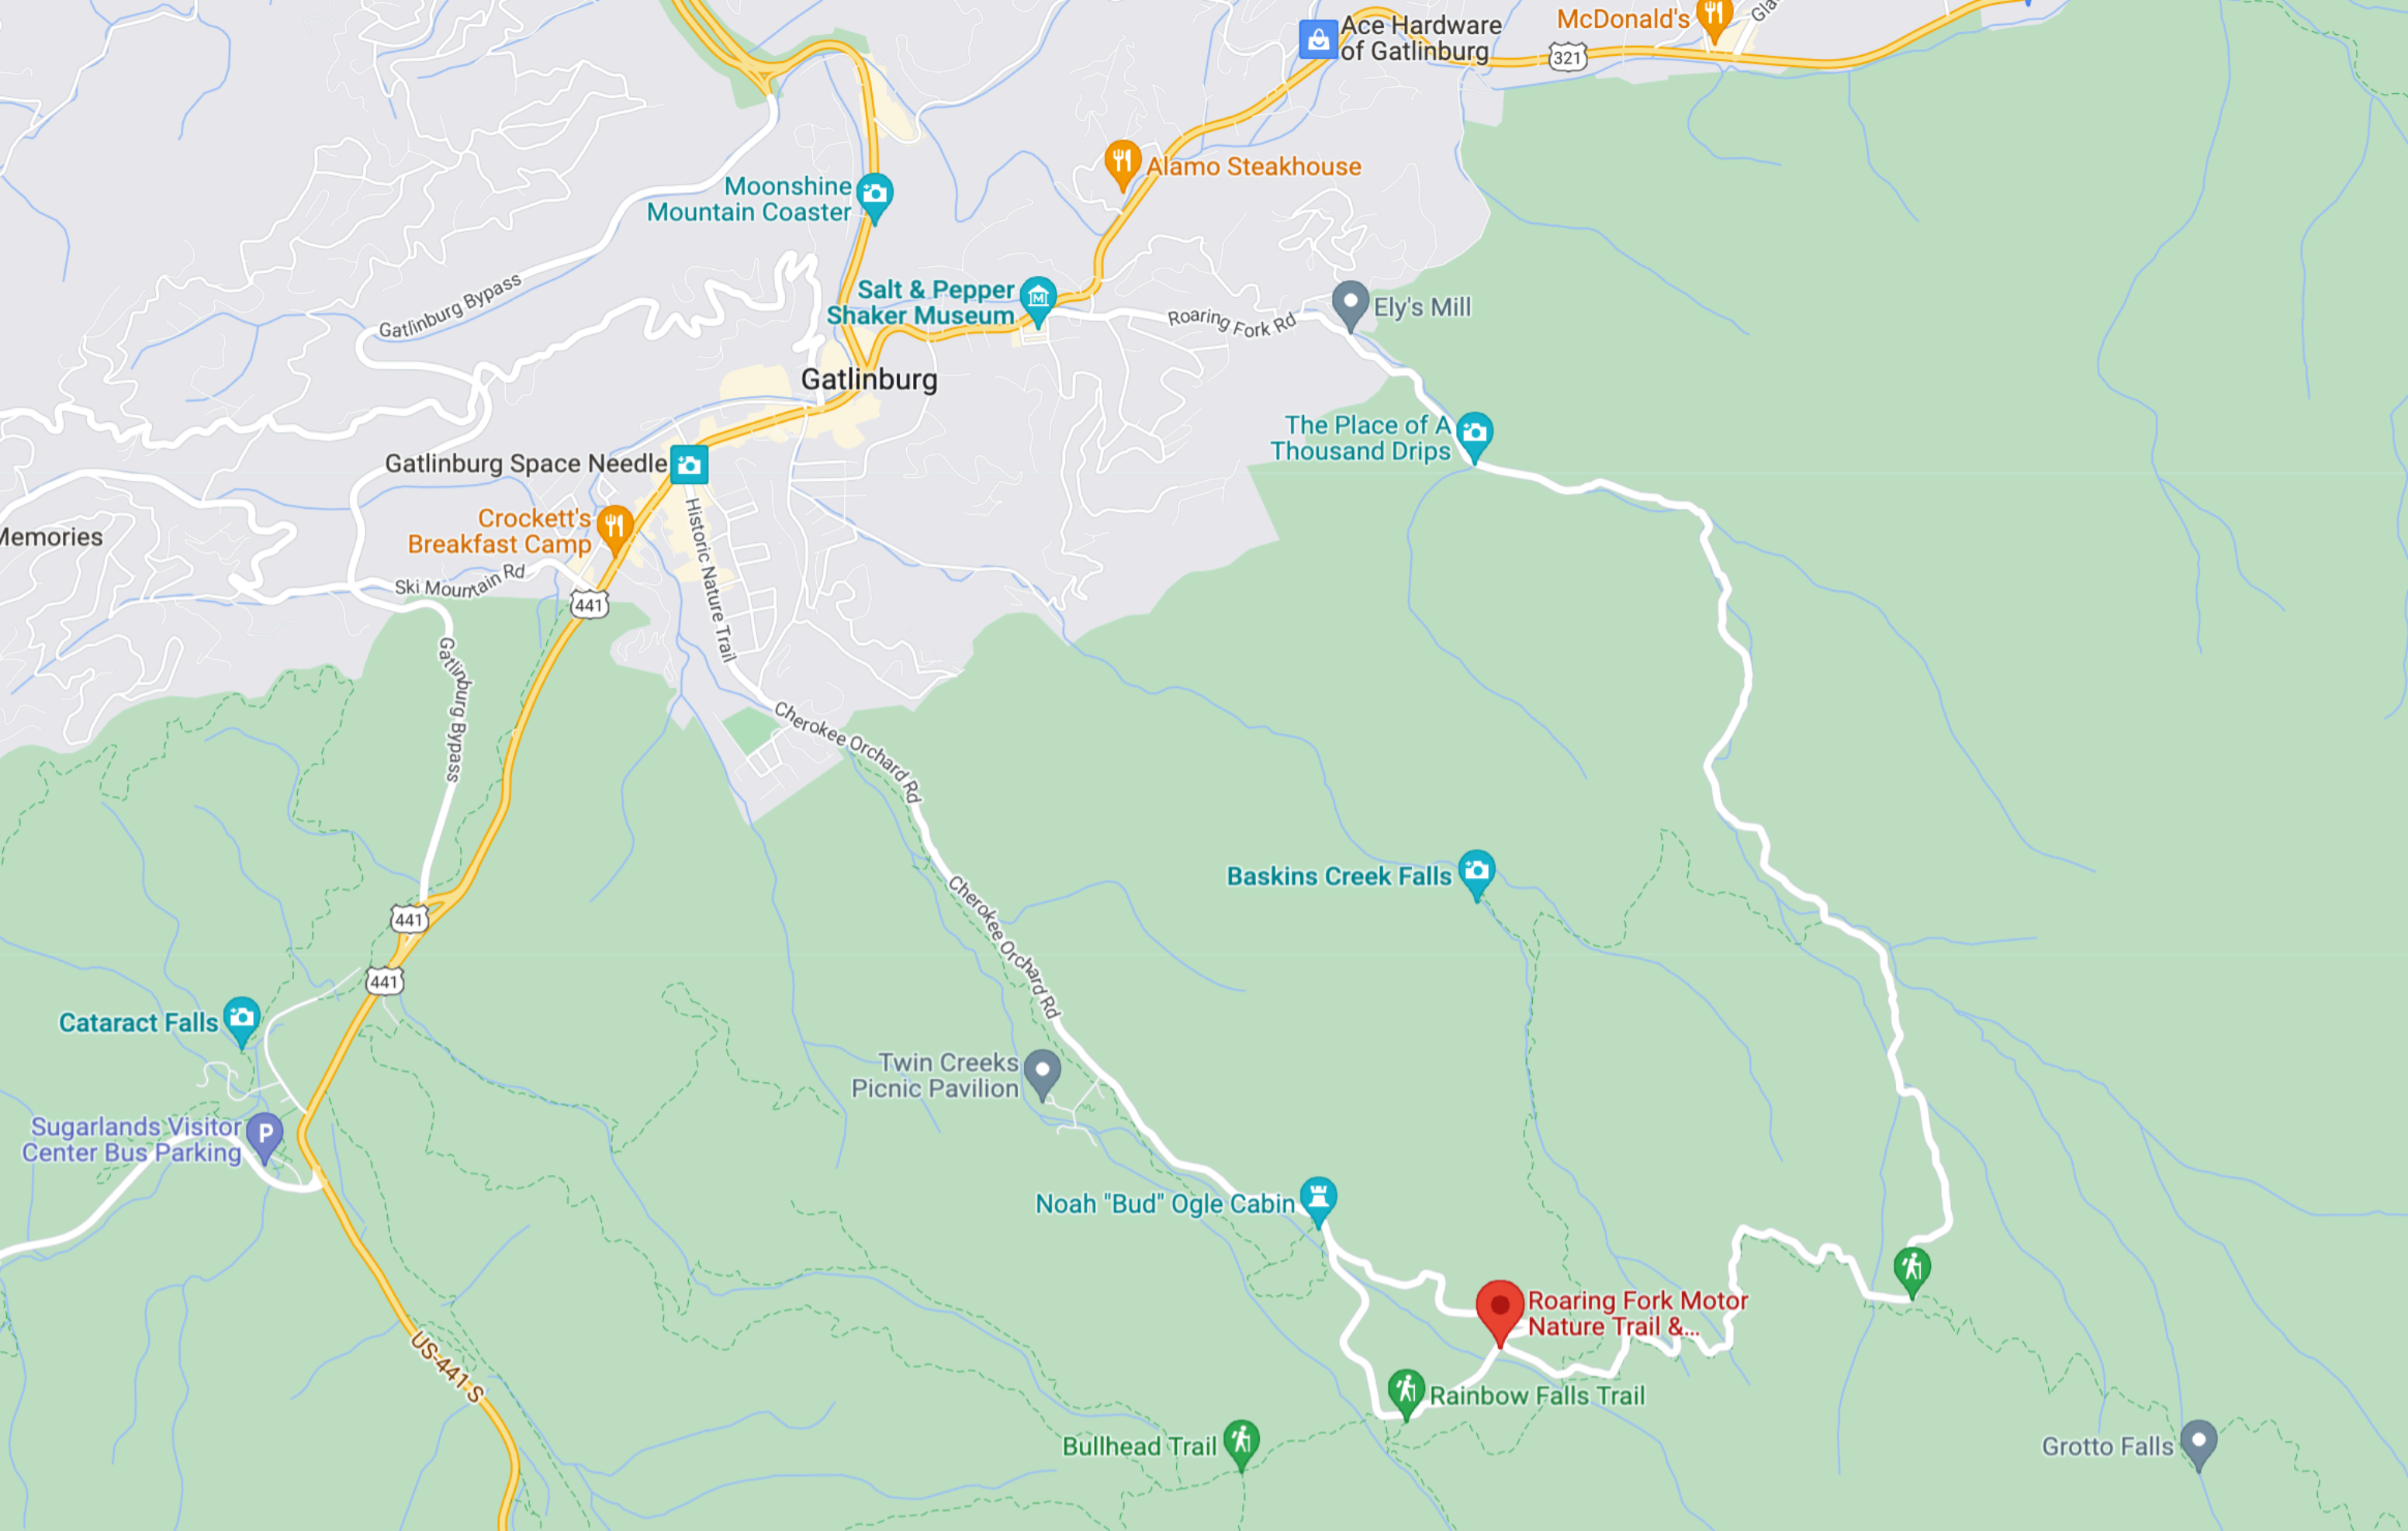 Ace Hardware
of Gatlinburg
McDonald's
321
Alamo Steakhouse
Moonshine
Mountain Coaster
Gatlinburg Bypass
Salt & Pepper
Shaker Museum
Roaring Fork Rd
Ely's Mill
Gatlinburg
The Place of A
Thousand Drips
Gatlinburg Space Needle
Crockett's
Breakfast Camp
Memories
Ski Mountain Rd
441
Historic Nature Trail
Gatlinburg Bypass
Cherokee Orchard Rd
Baskins Creek Falls
Cherokee Orchard Rd
441
441
Cataract Falls
Twin Creeks
Picnic Pavilion
Sugarlands Visitor
Center Bus Parking
P
Noah "Bud" Ogle Cabin
Roaring Fork Motor
Nature Trail &...
US-441 S
Rainbow Falls Trail
Bullhead Trail
Grotto Falls
M